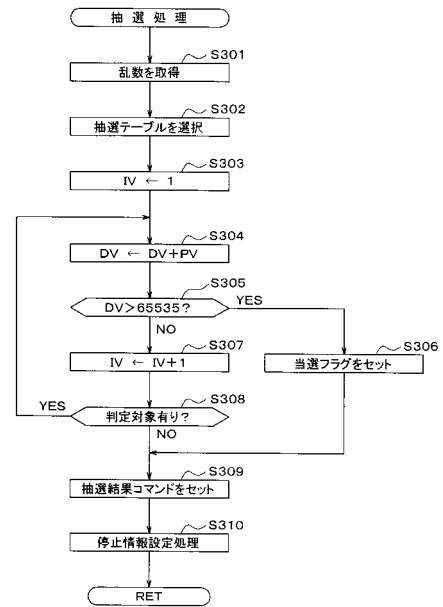 抽選処理
S301
乱数を取得
S302
抽選テーブルを選択
S303
IV ← 1
S304
DV ← DV+PV
S305
DV>65535?
YES
NO
S306
当選フラグをセット
S307
IV ← IV+1
S308
判定対象有り?
YES
NO
S309
抽選結果コマンドをセット
S310
停止情報設定処理
RET